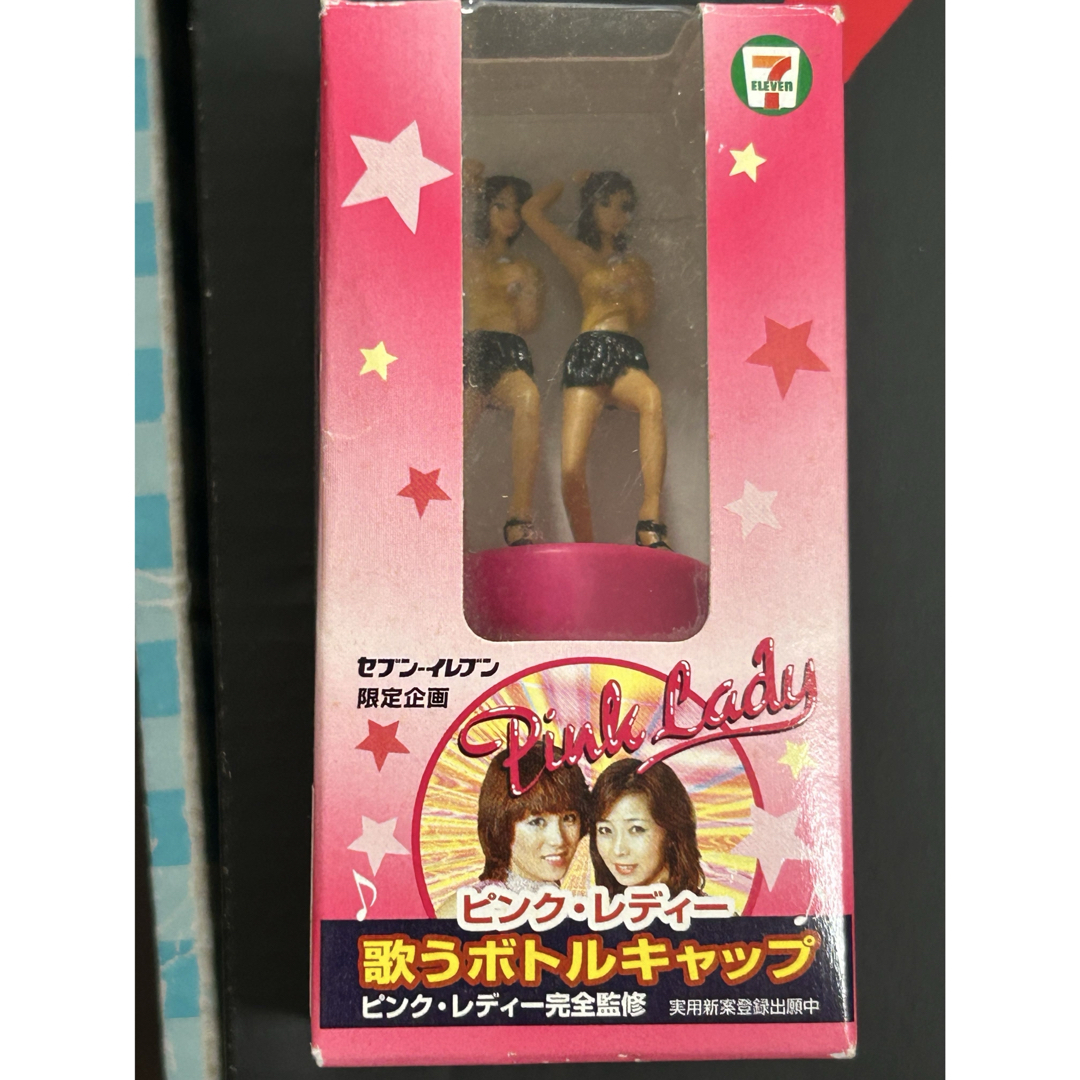 7
ELEVEN
セブン-イレブン
限定企画
Pink Lady
ピンク・レディー
歌うボトルキャップ
ピンク・レディー完全監修
実用新案登録出願中